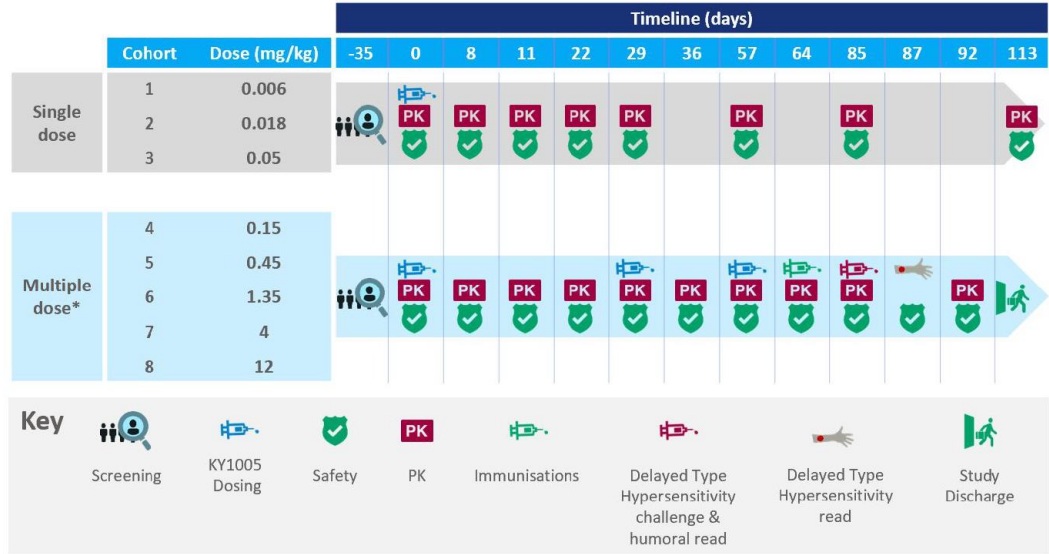 Timeline (days)
Cohort Dose (mg/kg) -35 0 8 11 22 29 36 57 64 85 87 92 113
Single dose
1 0.006
2 0.018
3 0.05
PK PK PK PK PK PK PK PK
Multiple dose*
4 0.15
5 0.45
6 1.35
7 4
8 12
PK PK PK PK PK PK PK PK PK PK
Key
Screening
KY1005
Dosing
Safety
PK
PK
Immunisations
Delayed Type
Hypersensitivity
challenge &
humoral read
Delayed Type
Hypersensitivity
read
Study
Discharge